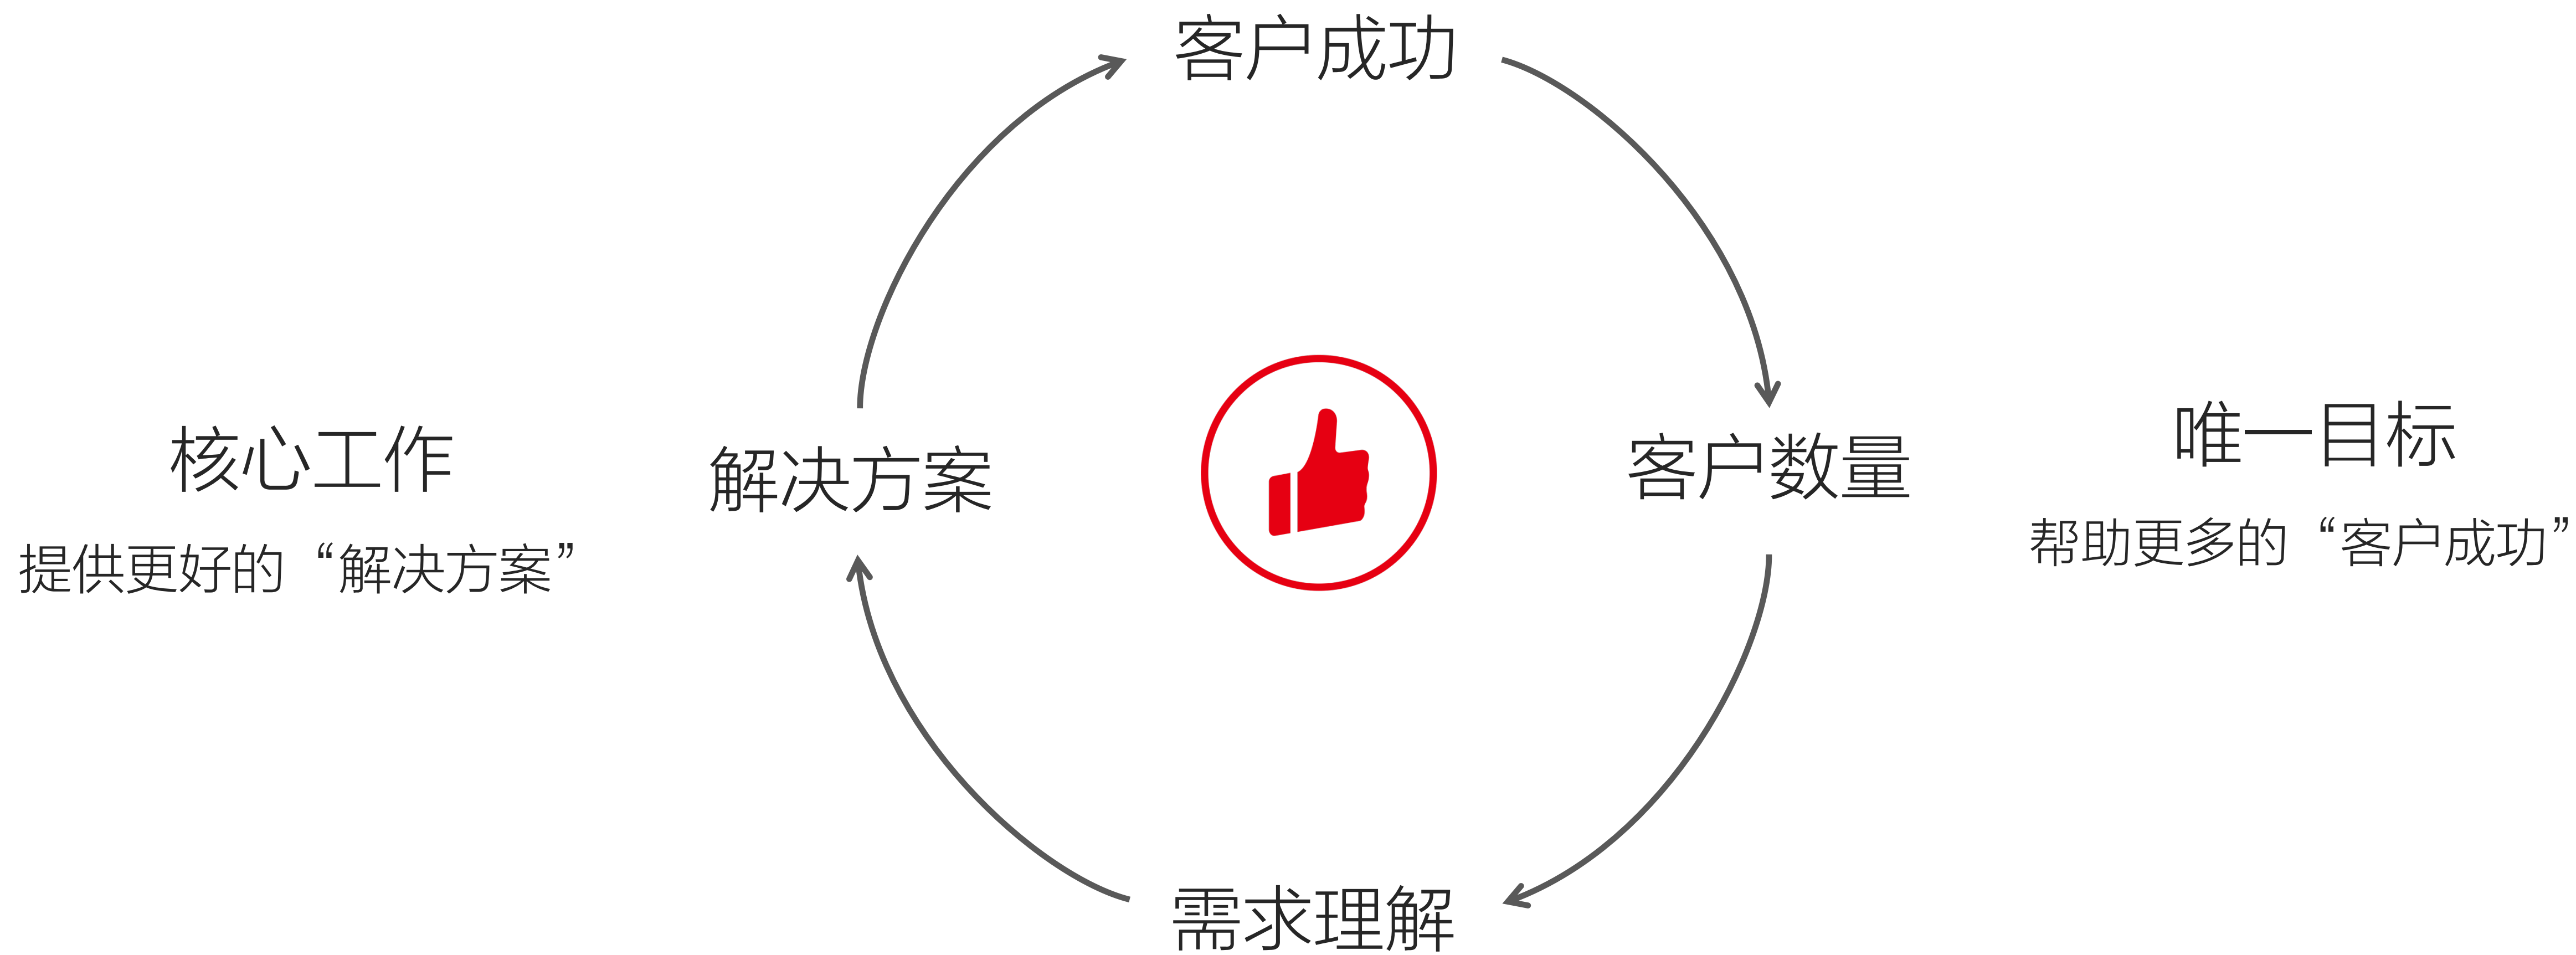 客户成功
核心工作
提供更好的“解决方案”
解决方案
客户数量
唯一目标
帮助更多的“客户成功”
需求理解